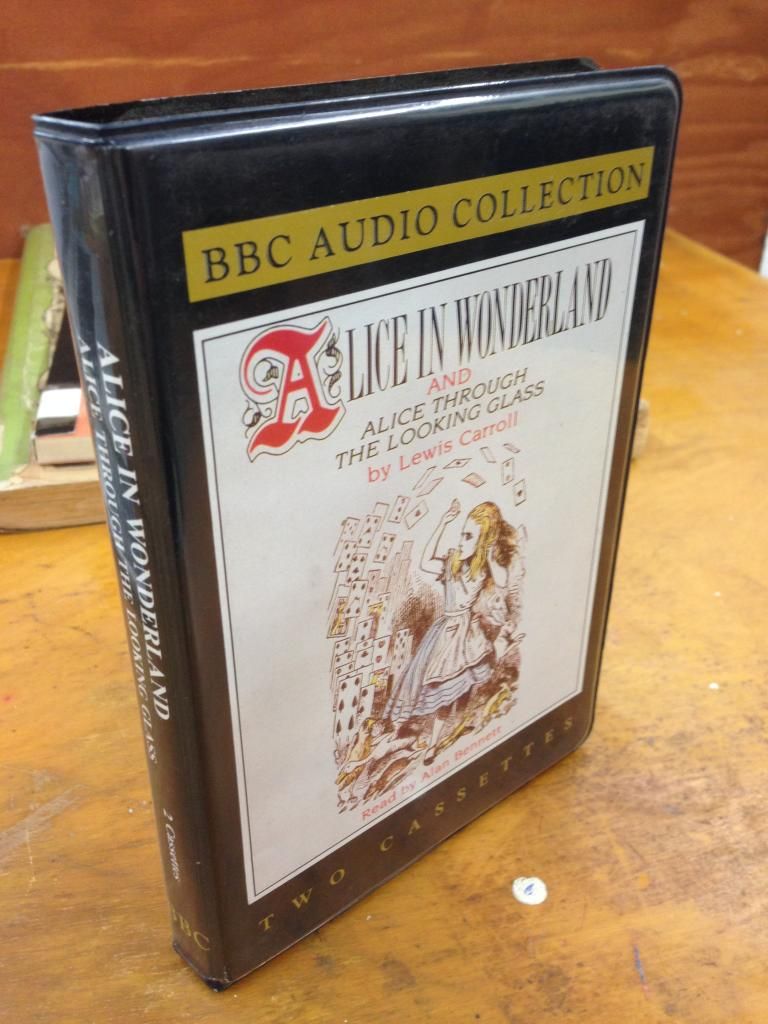 BBC AUDIO COLLECTION
ALICE IN WONDERLAND
AND
ALICE THROUGH
THE LOOKING GLASS
by Lewis Carroll
Read by Alan Bennett
TWO CASSETTES
ALICE IN WONDERLAND
ALICE THROUGH THE LOOKING GLASS
2 Cassettes
BBC